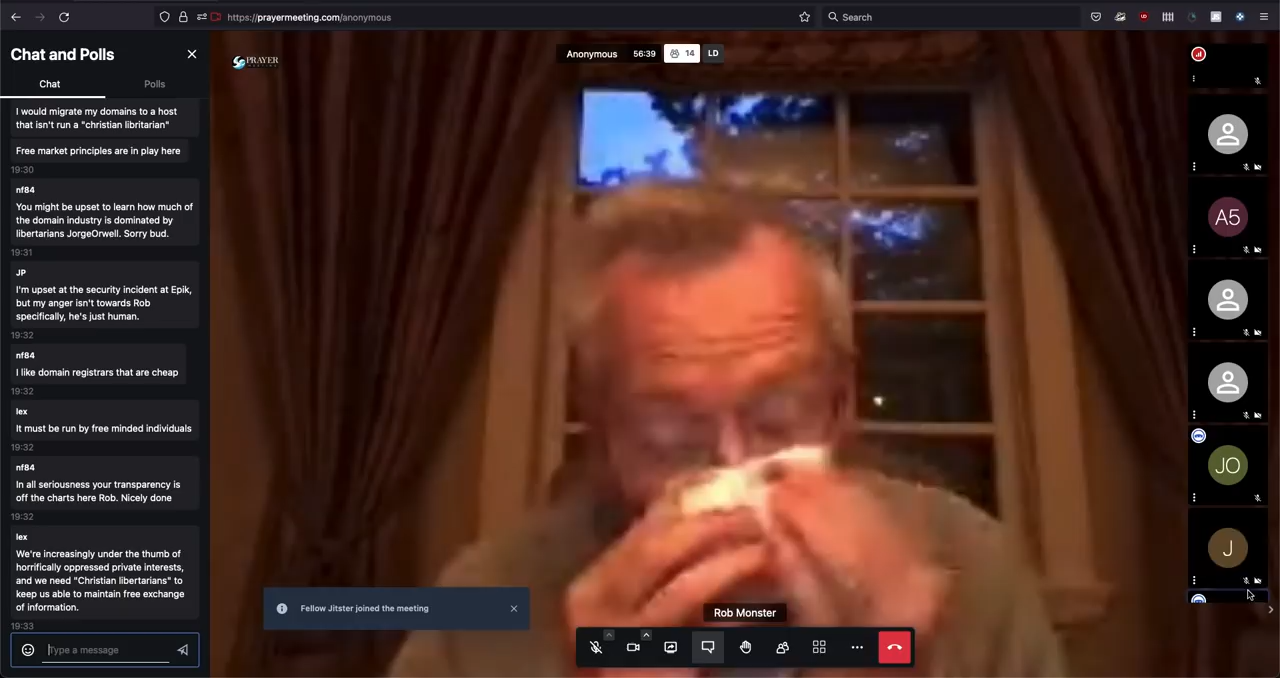 https://prayermeeting.com/anonymous
Search
Chat and Polls
Chat
Polls
I would migrate my domains to a host
that isn't run a "christian libritarian"
Free market principles are in play here
19:30
nf84
You might be upset to learn how much of
the domain industry is dominated by
libertarians JorgeOrwell. Sorry bud.
19:31
JP
I'm upset at the security incident at Epik,
but my anger isn't towards Rob
specifically, he's just human.
19:32
nf84
I like domain registrars that are cheap
19:32
lex
It must be run by free minded individuals
19:32
nf84
In all seriousness your transparency is
off the charts here Rob. Nicely done
19:32
lex
We're increasingly under the thumb of
horrifically oppressed private interests,
and we need "Christian libertarians" to
keep us able to maintain free exchange
of information.
19:33
Type a message
PRAYER
MEETING
Anonymous 56:39 14 LD
Fellow Jitster joined the meeting
Rob Monster
A5
JO
J